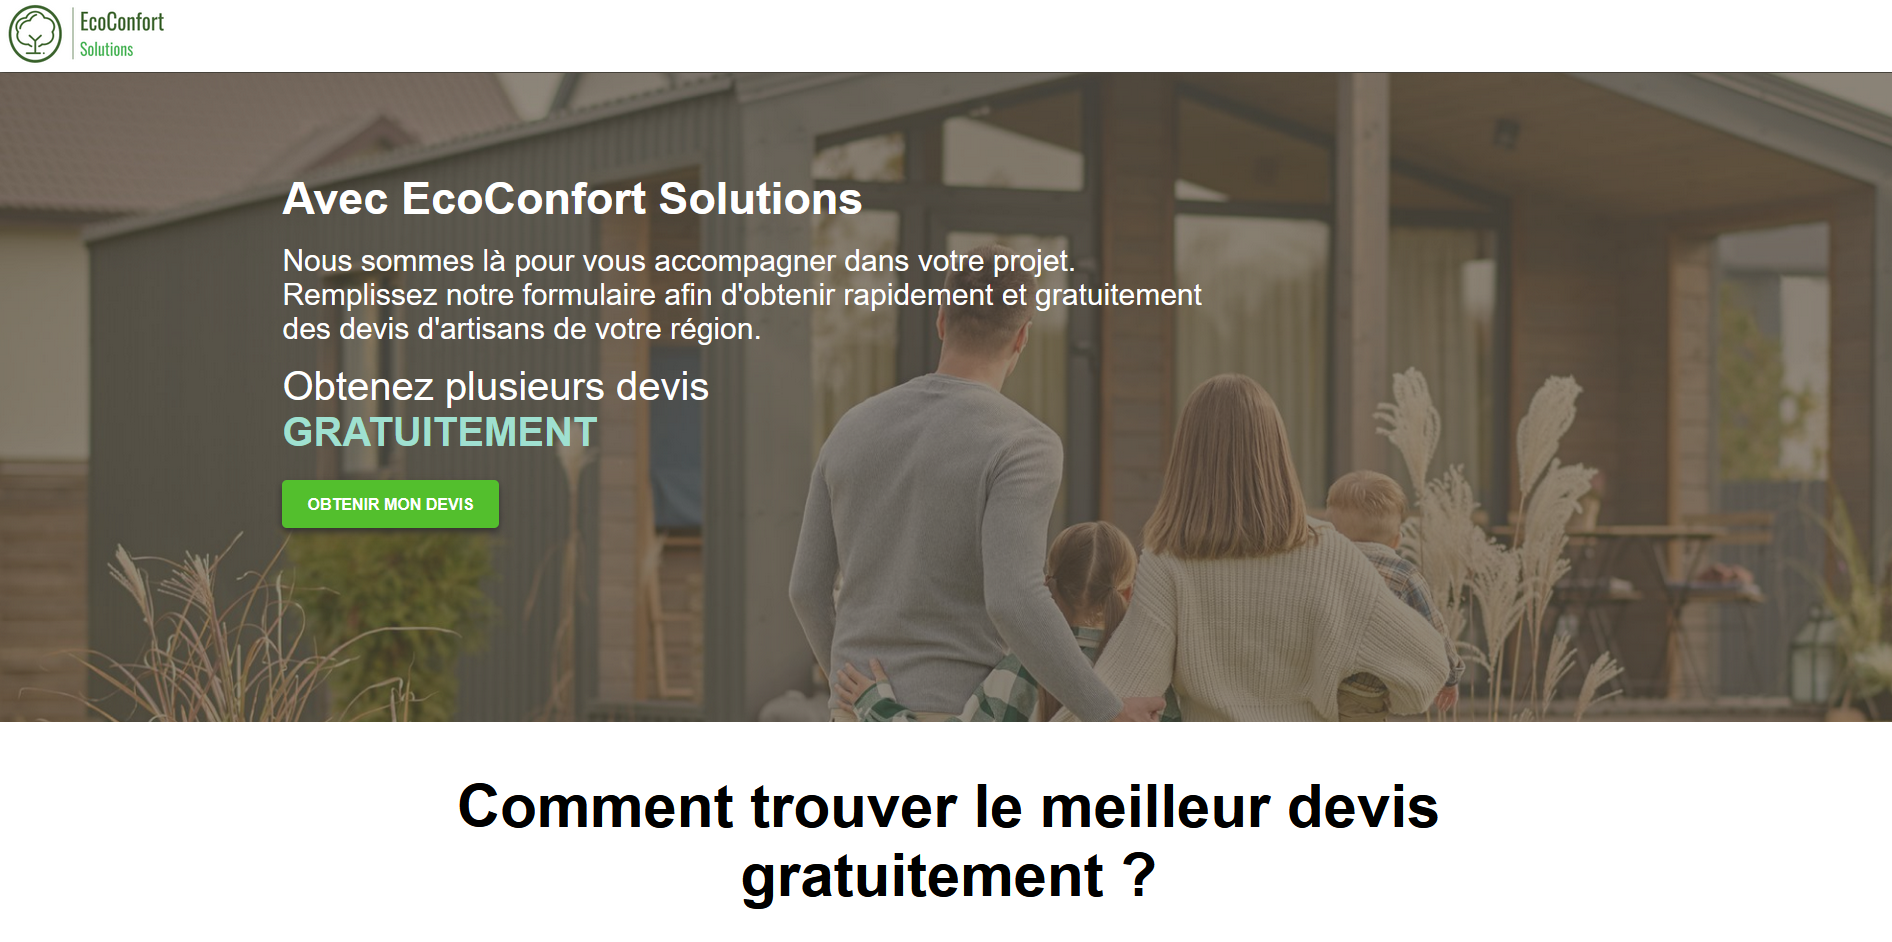 EcoConfort
Solutions
Avec EcoConfort Solutions
Nous sommes là pour vous accompagner dans votre projet.
Remplissez notre formulaire afin d'obtenir rapidement et gratuitement
des devis d'artisans de votre région.
Obtenez plusieurs devis
GRATUITEMENT
OBTENIR MON DEVIS
Comment trouver le meilleur devis
gratuitement ?